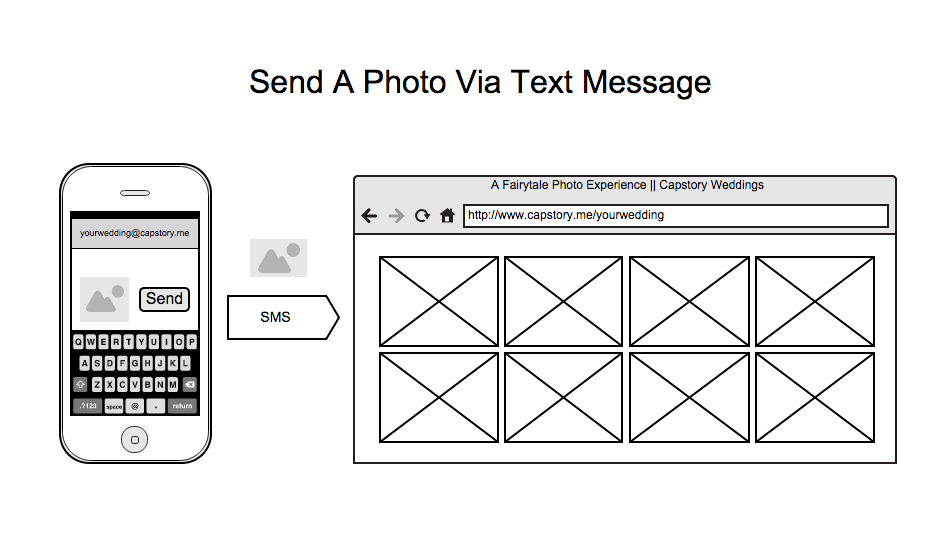 Send A Photo Via Text Message
yourwedding@capstory.me
Send
Q W E R T Y U I O P
A S D F G H J K L
Z X C V B N M
.?123 space @ . return
SMS
A Fairytale Photo Experience || Capstory Weddings
http://www.capstory.me/yourwedding